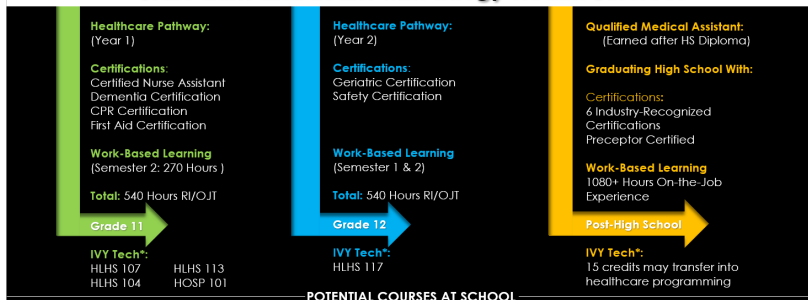 Healthcare Pathway:
(Year 1)
Certifications:
Certified Nurse Assistant
Dementia Certification
CPR Certification
First Aid Certification
Work-Based Learning
(Semester 2: 270 Hours )
Total: 540 Hours RI/OJT
Grade 11
IVY Tech*:
HLHS 107 HLHS 113
HLHS 104 HOSP 101
Healthcare Pathway:
(Year 2)
Certifications:
Geriatric Certification
Safety Certification
Work-Based Learning
(Semester 1 & 2)
Total: 540 Hours RI/OJT
Grade 12
IVY Tech*:
HLHS 117
Qualified Medical Assistant:
(Earned after HS Diploma)
Graduating High School With:
Certifications:
6 Industry-Recognized
Certifications
Preceptor Certified
Work-Based Learning
1080+ Hours On-the-Job
Experience
Post-High School
IVY Tech*:
15 credits may transfer into
healthcare programming
POTENTIAL COURSES AT SCHOOL